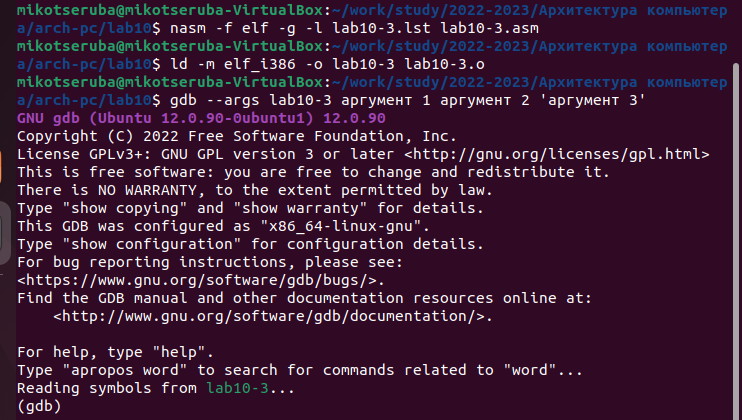 mikotseruba@mikotseruba-VirtualBox:~/work/study/2022-2023/Архитектура компьютер
а/arch-pc/lab10$ nasm -f elf -g -l lab10-3.lst lab10-3.asm
mikotseruba@mikotseruba-VirtualBox:~/work/study/2022-2023/Архитектура компьютер
а/arch-pc/lab10$ ld -m elf_i386 -o lab10-3 lab10-3.o
mikotseruba@mikotseruba-VirtualBox:~/work/study/2022-2023/Архитектура компьютер
а/arch-pc/lab10$ gdb --args lab10-3 аргумент 1 аргумент 2 'аргумент 3'
GNU gdb (Ubuntu 12.0.90-0ubuntu1) 12.0.90
Copyright (C) 2022 Free Software Foundation, Inc.
License GPLv3+: GNU GPL version 3 or later <http://gnu.org/licenses/gpl.html>
This is free software: you are free to change and redistribute it.
There is NO WARRANTY, to the extent permitted by law.
Type "show copying" and "show warranty" for details.
This GDB was configured as "x86_64-linux-gnu".
Type "show configuration" for configuration details.
For bug reporting instructions, please see:
<https://www.gnu.org/software/gdb/bugs/>.
Find the GDB manual and other documentation resources online at:
    <http://www.gnu.org/software/gdb/documentation/>.

For help, type "help".
Type "apropos word" to search for commands related to "word"...
Reading symbols from lab10-3...
(gdb)